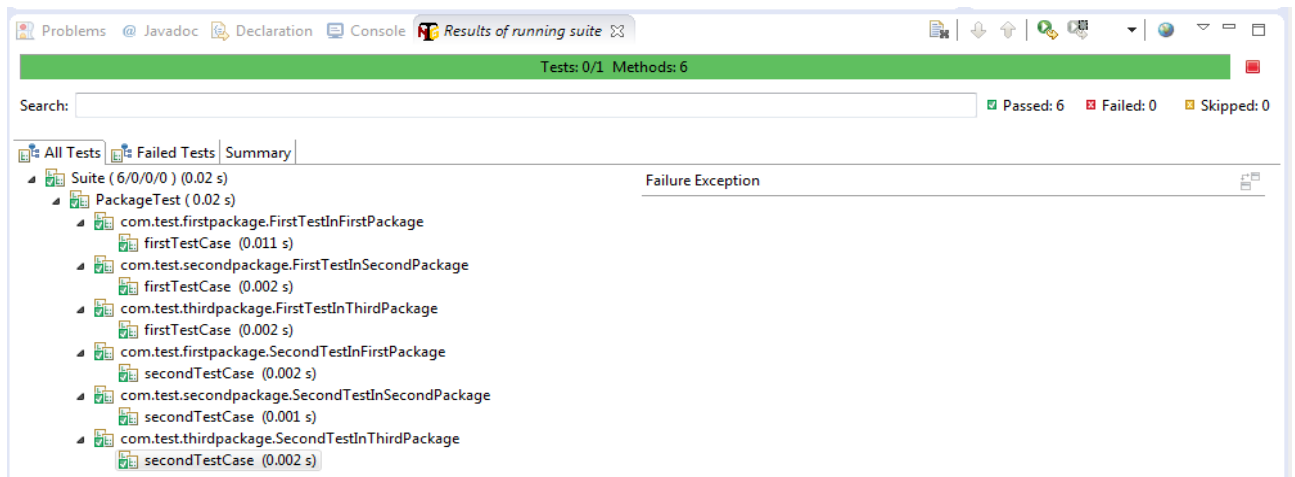 Problems @ Javadoc Declaration Console Results of running suite
Tests: 0/1 Methods: 6
Search: Passed: 6 Failed: 0 Skipped: 0
All Tests Failed Tests Summary
Suite ( 6/0/0/0 ) (0.02 s) Failure Exception
PackageTest ( 0.02 s)
com.test.firstpackage.FirstTestInFirstPackage
firstTestCase (0.011 s)
com.test.secondpackage.FirstTestInSecondPackage
firstTestCase (0.002 s)
com.test.thirdpackage.FirstTestInThirdPackage
firstTestCase (0.002 s)
com.test.firstpackage.SecondTestInFirstPackage
secondTestCase (0.002 s)
com.test.secondpackage.SecondTestInSecondPackage
secondTestCase (0.001 s)
com.test.thirdpackage.SecondTestInThirdPackage
secondTestCase (0.002 s)